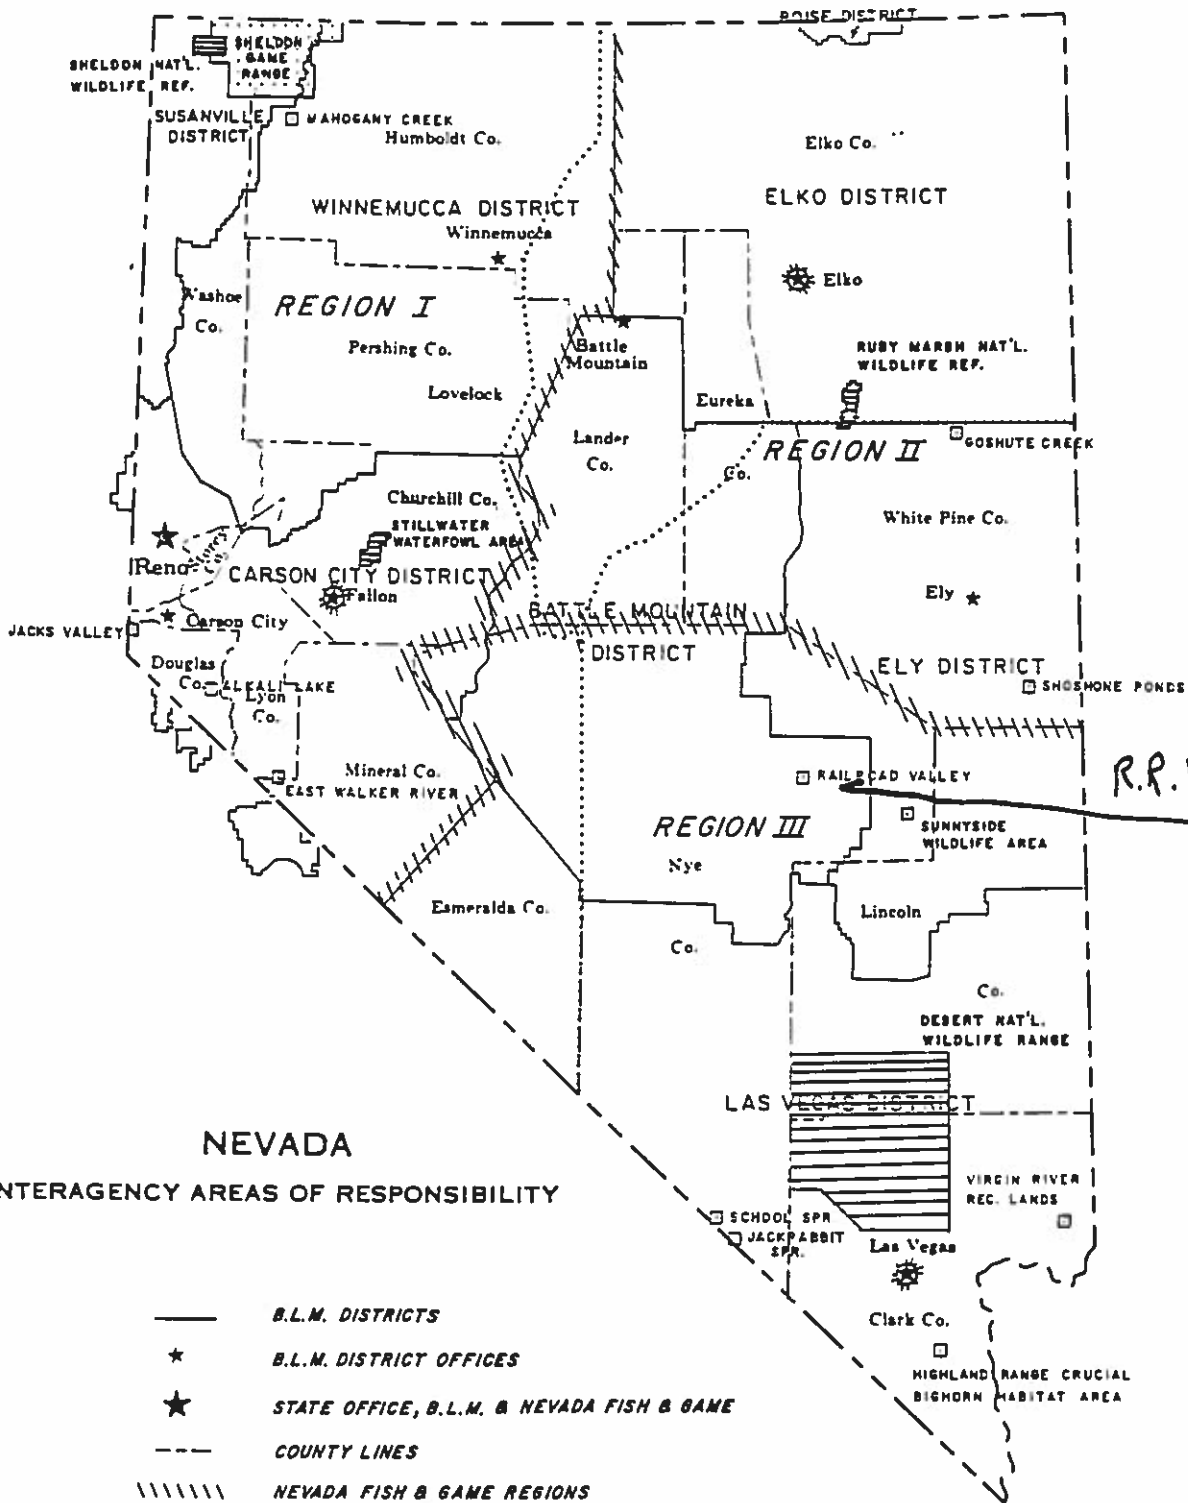 BOISE DISTRICT
SHELDON
GAME
RANGE
SHELDON NAT'L.
WILDLIFE REF.
SUSANVILLE
DISTRICT
MAHOGANY CREEK
Humboldt Co.
Elko Co.
WINNEMUCCA DISTRICT
Winnemucca
ELKO DISTRICT
Elko
Washoe
Co.
REGION I
Pershing Co.
Lovelock
Battle
Mountain
RUBY MARSH NAT'L.
WILDLIFE REF.
Eureka
Co.
Lander
Co.
REGION II
GOSHUTE CREEK
Churchill Co.
STILLWATER
WATERFOWL AREA
White Pine Co.
Reno
Storey
Co.
CARSON CITY DISTRICT
Fallon
Ely
BATTLE MOUNTAIN
DISTRICT
JACKS VALLEY
Carson City
Douglas
Co.
ALKALI LAKE
Lyon
Co.
ELY DISTRICT
SHOSHONE PONDS
Mineral Co.
EAST WALKER RIVER
RAILROAD VALLEY
R.R.
SUNNYSIDE
WILDLIFE AREA
REGION III
Nye
Co.
Esmeralda Co.
Lincoln
Co.
DESERT NAT'L.
WILDLIFE RANGE
LAS VEGAS DISTRICT
NEVADA
NTERAGENCY AREAS OF RESPONSIBILITY
VIRGIN RIVER
REC. LANDS
SCHOOL SPR.
JACKRABBIT
SPR.
Las Vegas
Clark Co.
HIGHLAND RANGE CRUCIAL
BIGHORN HABITAT AREA
B.L.M. DISTRICTS
B.L.M. DISTRICT OFFICES
STATE OFFICE, B.L.M. & NEVADA FISH & GAME
COUNTY LINES
NEVADA FISH & GAME REGIONS